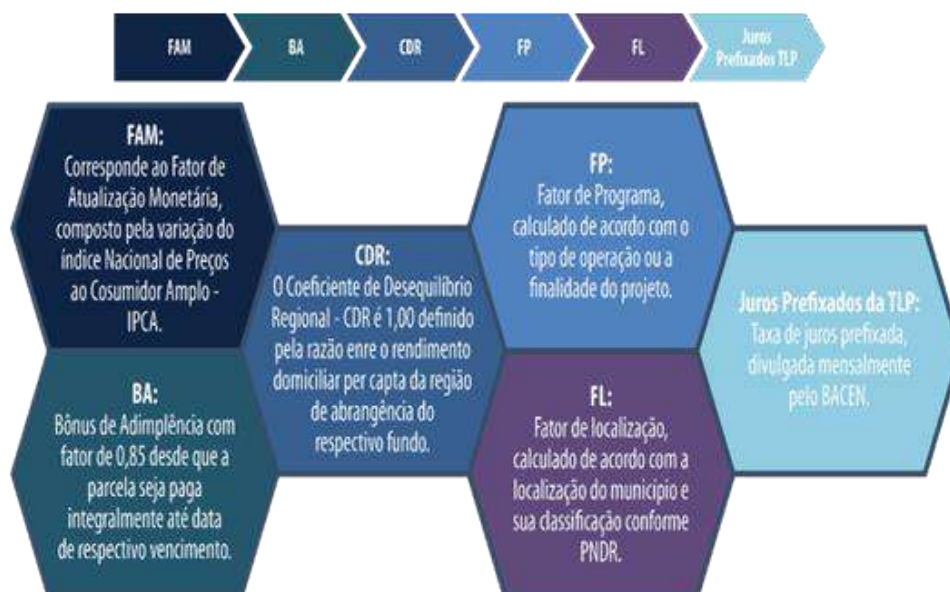 FAM
BA
CDR
FP
FL
Juros
Prefixados TLP
FAM:
Corresponde ao Fator de
Atualização Monetária,
composto pela variação do
índice Nacional de Preços
ao Cosumidor Amplo -
IPCA.
BA:
Bônus de Adimplência com
fator de 0,85 desde que a
parcela seja paga
integralmente até data
de respectivo vencimento.
CDR:
O Coeficiente de Desequilíbrio
Regional - CDR é 1,00 definido
pela razão enre o rendimento
domiciliar per capta da região
de abrangência do
respectivo fundo.
FP:
Fator de Programa,
calculado de acordo com o
tipo de operação ou a
finalidade do projeto.
FL:
Fator de localização,
calculado de acordo com a
localização do municipio e
sua classificação conforme
PNDR.
Juros Prefixados da TLP:
Taxa de juros prefixada,
divulgada mensalmente
pelo BACEN.